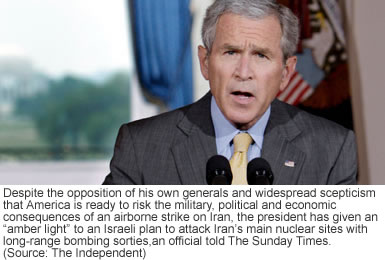 Despite the opposition of his own generals and widespread scepticism
that America is ready to risk the military, political and economic
consequences of an airborne strike on Iran, the president has given an
“amber light” to an Israeli plan to attack Iran’s main nuclear sites with
long-range bombing sorties,an official told The Sunday Times.
(Source: The Independent)